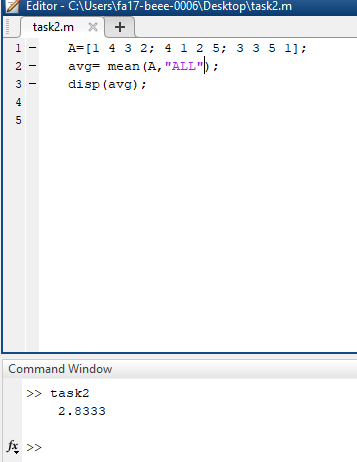 Editor - C:\Users\fa17-beee-0006\Desktop\task2.m
task2.m × +
1 – A=[1 4 3 2; 4 1 2 5; 3 3 5 1];
2 – avg= mean(A,"ALL");
3 – disp(avg);
4
5
Command Window
>> task2
2.8333
fx >>